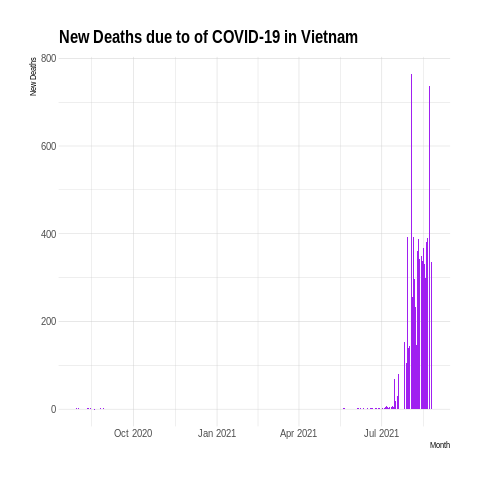 New Deaths due to of COVID-19 in Vietnam
New Deaths
800
600
400
200
0
Oct 2020 Jan 2021 Apr 2021 Jul 2021
Month